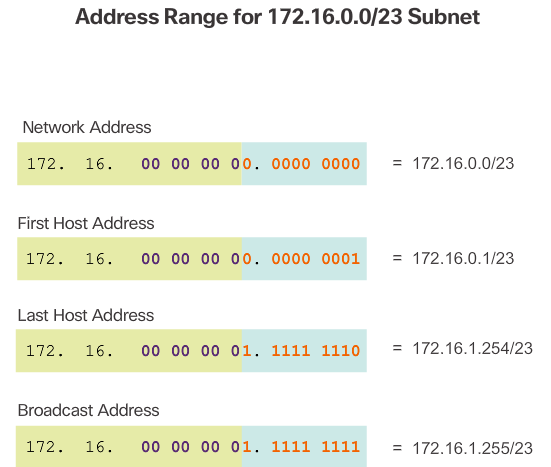 Address Range for 172.16.0.0/23 Subnet
Network Address
172. 16. 00 00 00 00. 0000 0000 = 172.16.0.0/23
First Host Address
172. 16. 00 00 00 00. 0000 0001 = 172.16.0.1/23
Last Host Address
172. 16. 00 00 00 01. 1111 1110 = 172.16.1.254/23
Broadcast Address
172. 16. 00 00 00 01. 1111 1111 = 172.16.1.255/23